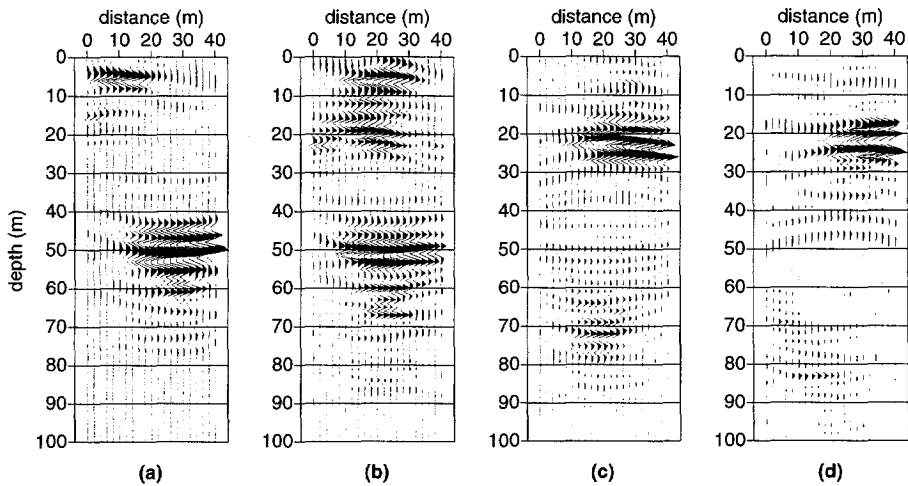 distance (m) distance (m) distance (m) distance (m)
0 10 20 30 40 0 10 20 30 40 0 10 20 30 40 0 10 20 30 40
0 0 0 0
10 10 10 10
20 20 20 20
30 30 30 30
40 40 40 40
depth (m)
50 50 50 50
60 60 60 60
70 70 70 70
80 80 80 80
90 90 90 90
100 100 100 100
(a) (b) (c) (d)